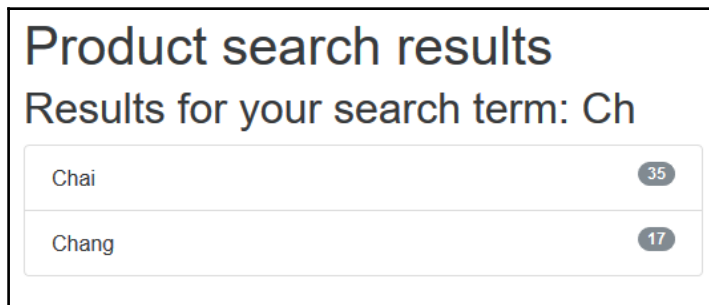 Product search results
Results for your search term: Ch
Chai 35
Chang 17